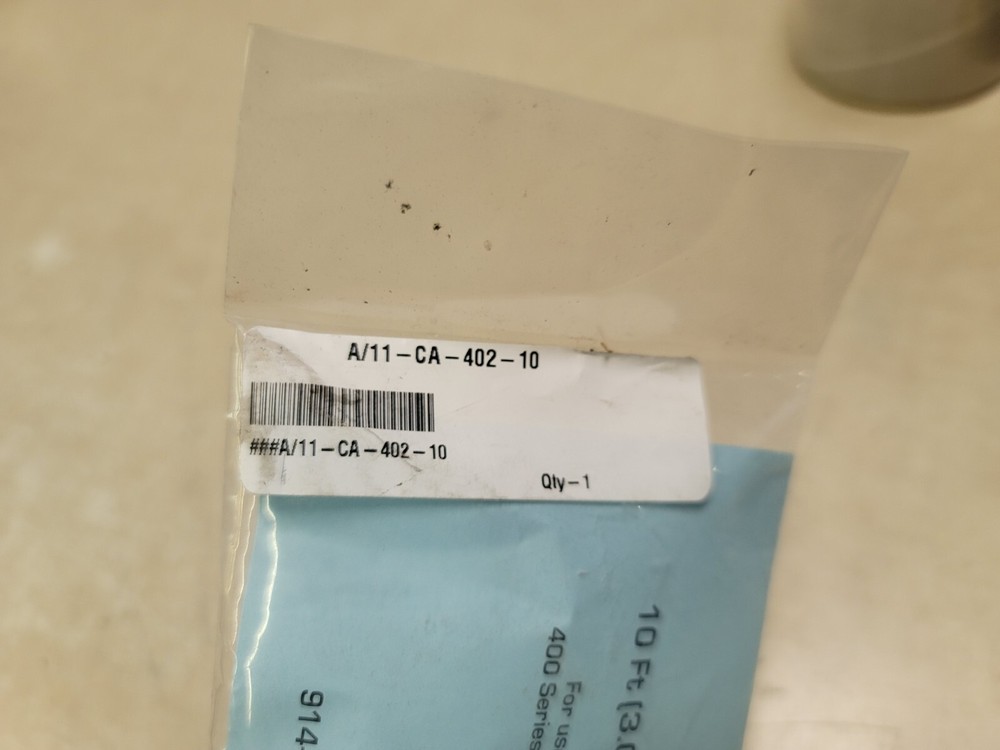 A/11-CA-402-10
###A/11-CA-402-10
Qty-1
10 Ft (3.
For us
400 Series
914-